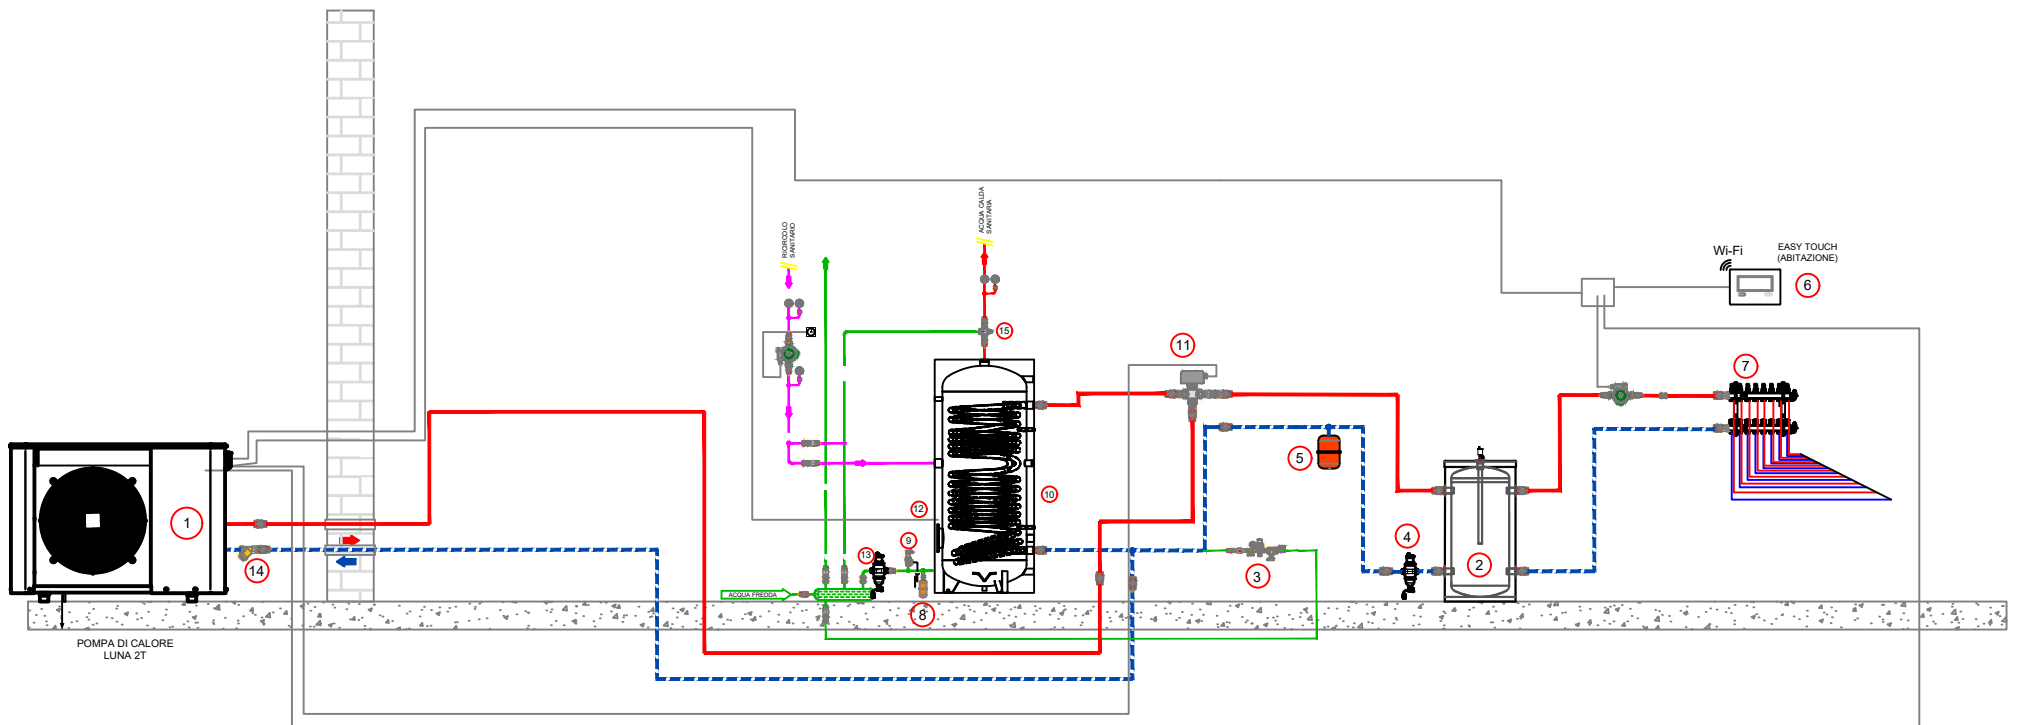 RICIRCOLO
SANITARIO
ACQUA CALDA
SANITARIA
Wi-Fi
EASY TOUCH
(ABITAZIONE)
6
15
11
7
5
10
12
1
14
13
9
3
4
2
ACQUA FREDDA
8
POMPA DI CALORE
LUNA 2T